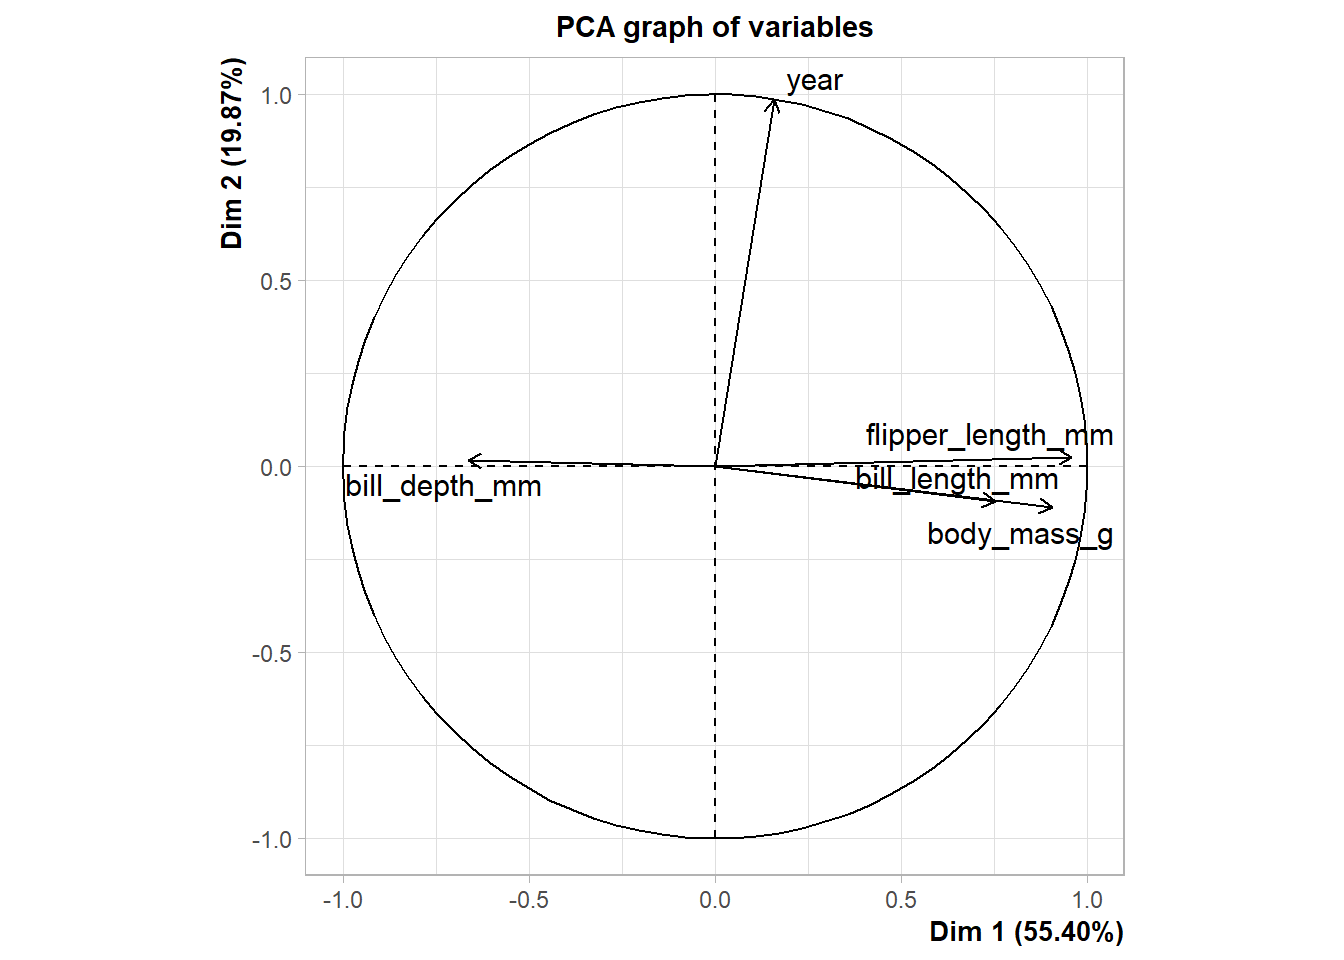 PCA graph of variables
Dim 2 (19.87%)
year
1.0
0.5
0.0
-0.5
-1.0
flipper_length_mm
bill_length_mm
bill_depth_mm
body_mass_g
-1.0
-0.5
0.0
0.5
1.0
Dim 1 (55.40%)